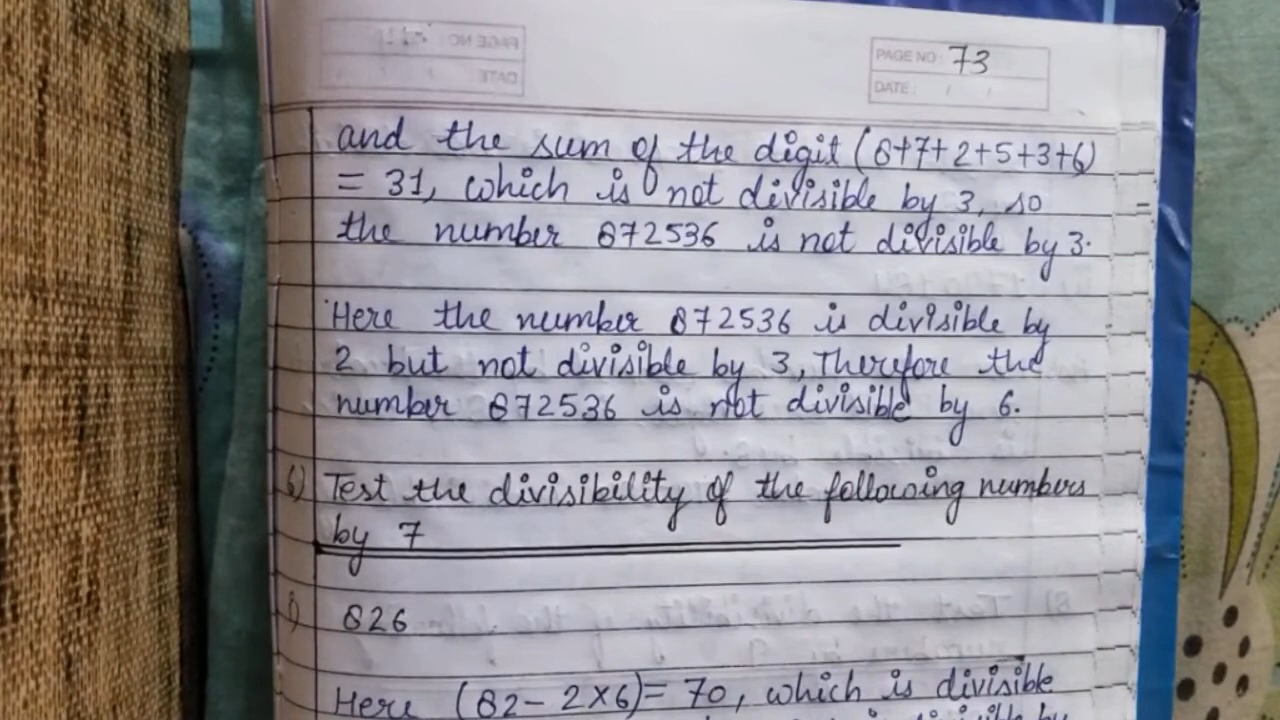 PAGE NO: 73
DATE: / /
and the sum of the digit (8+7+2+5+3+6)
= 31, which is not divisible by 3, so
the number 872536 is not divisible by 3.
Here the number 872536 is divisible by
2 but not divisible by 3, Therefore the
number 872536 is not divisible by 6.
6) Test the divisibility of the following numbers
by 7
i) 826
Here (82-2×6)= 70, which is divisible